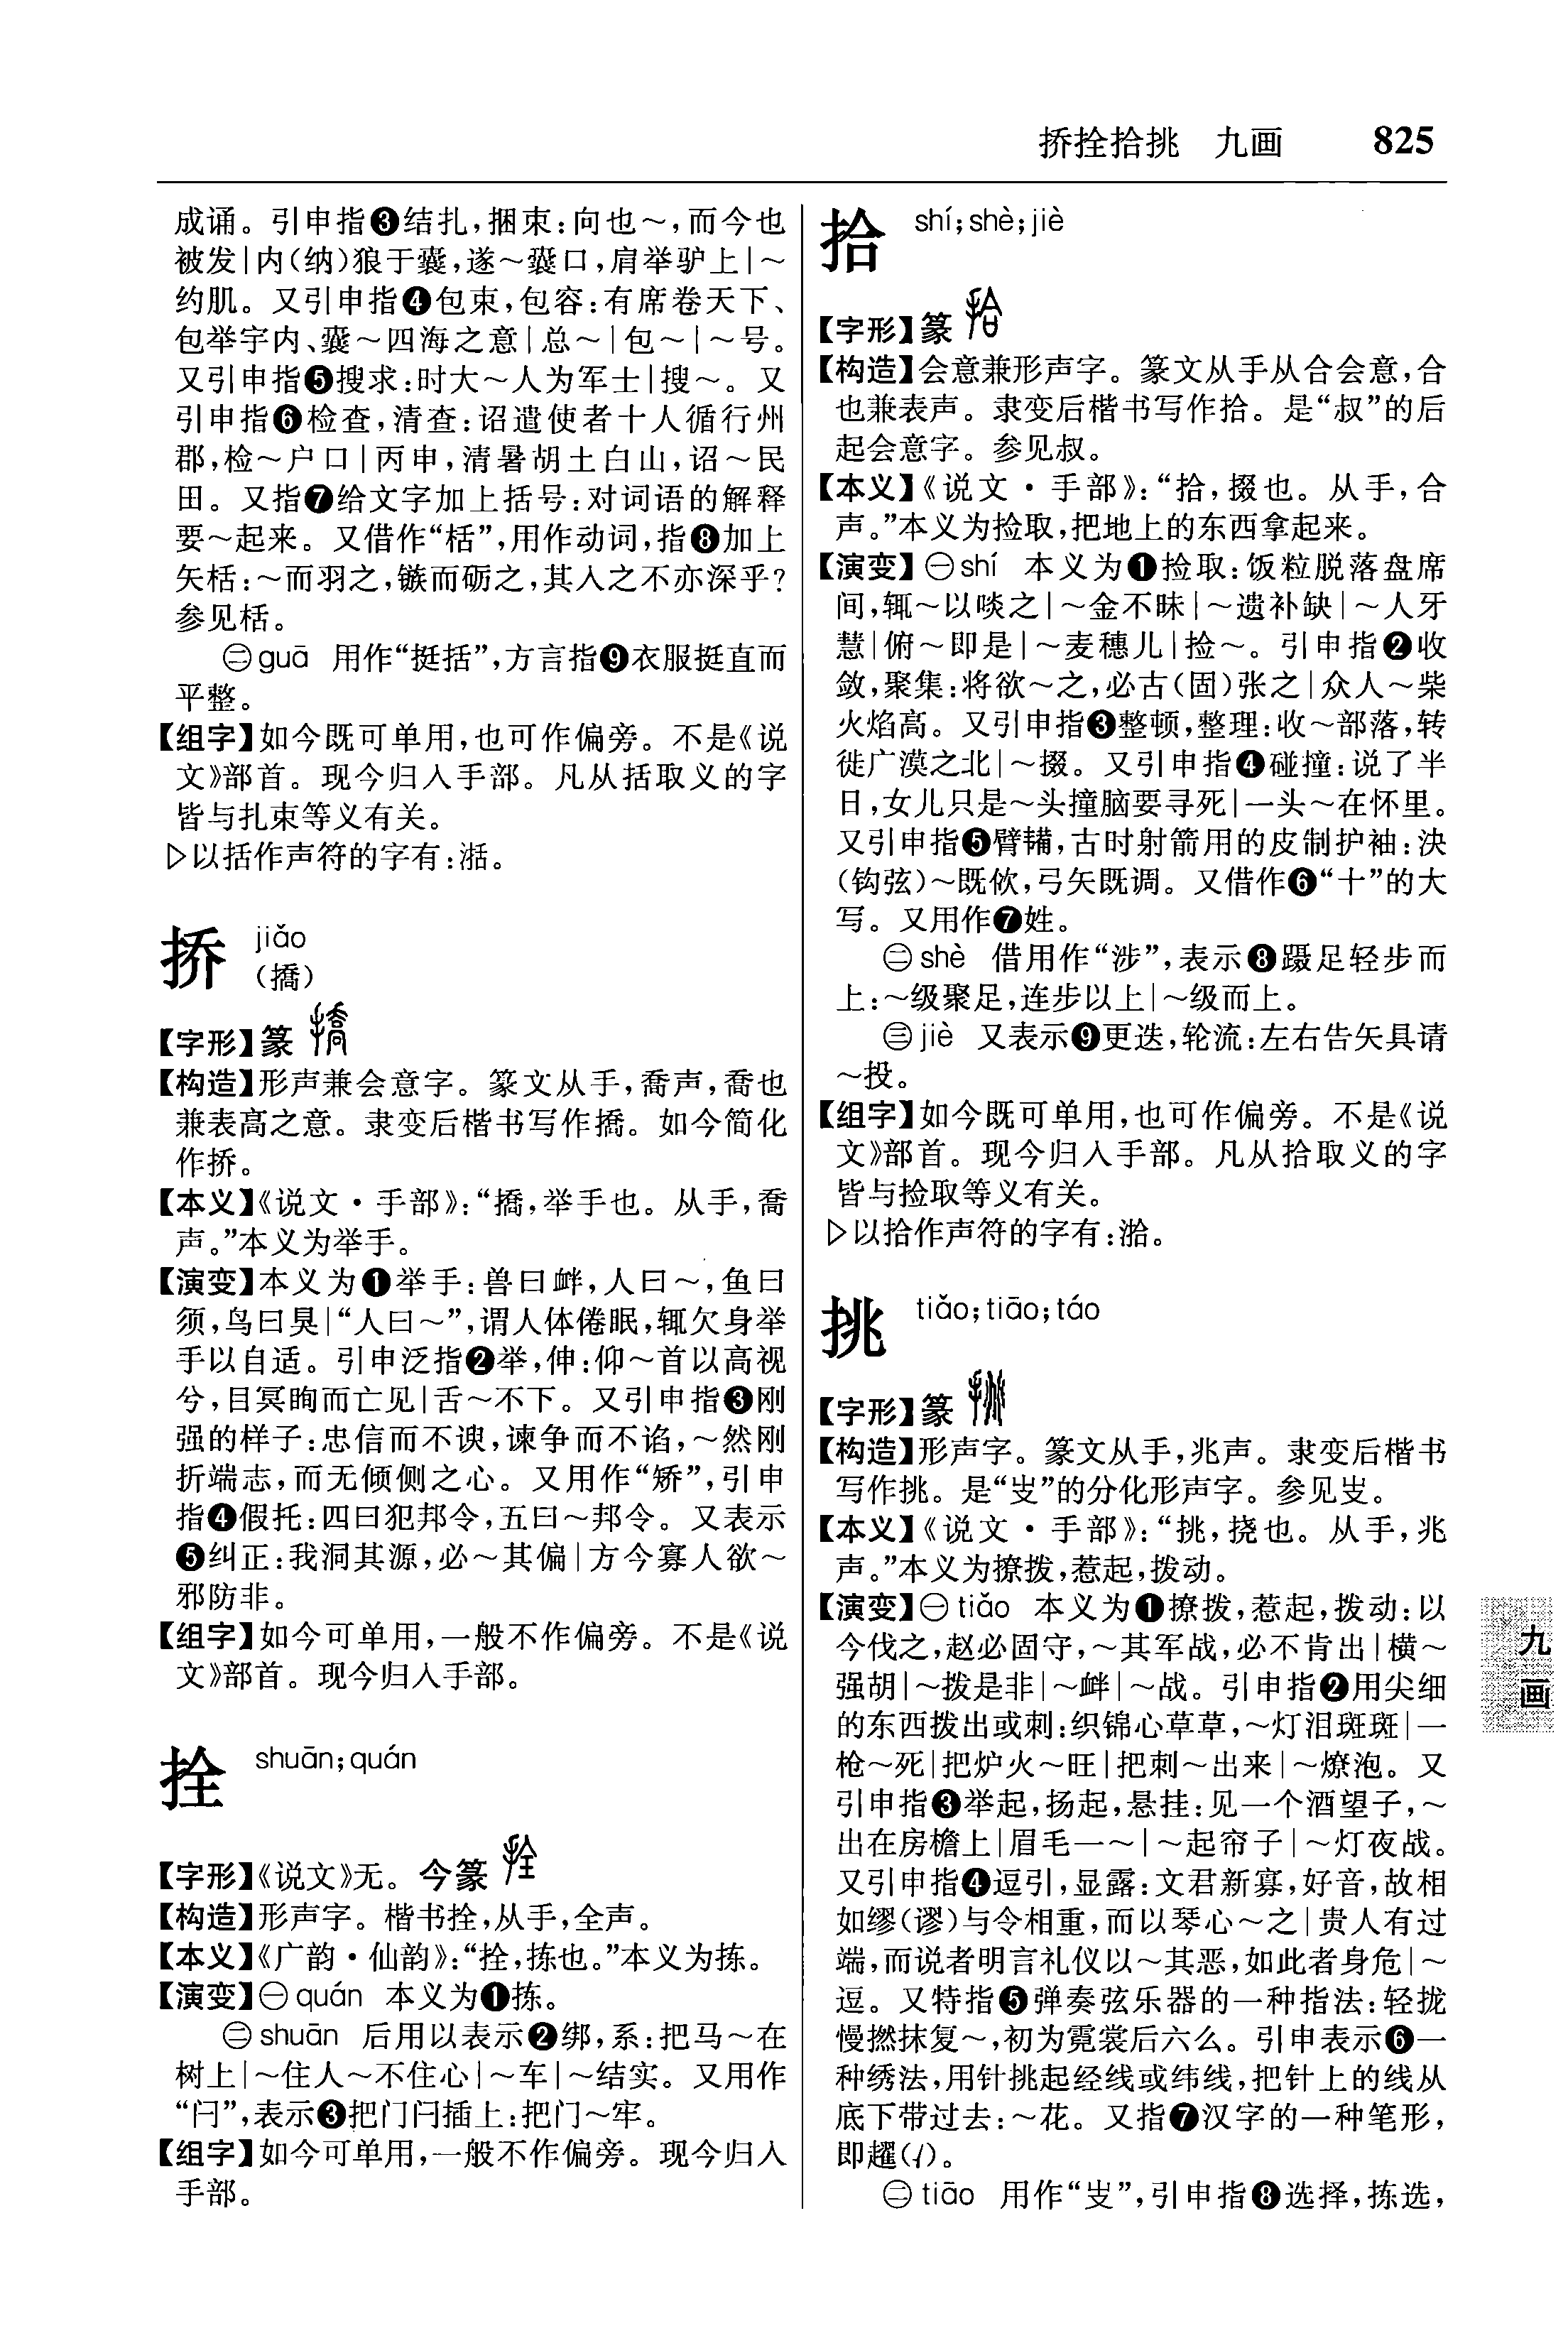 挢拴拾挑 九画 825
成诵。引申指❸结扎,捆束:向也～,而今也
被发|内(纳)狼于囊,遂～囊口,肩举驴上|～
约肌。又引申指❹包束,包容:有席卷天下、
包举宇内、囊～四海之意|总～|包～|～号。
又引申指❺搜求:时大～人为军士|搜～。又
引申指❻检查,清查:诏遣使者十人循行州
郡,检～户口|丙申,清暑胡土白山,诏～民
田。又指❼给文字加上括号:对词语的解释
要～起来。又借作“栝”,用作动词,指❽加上
矢栝:～而羽之,镞而砺之,其入之不亦深乎?
参见栝。
㊁guā 用作“挺括”,方言指❾衣服挺直而
平整。
【组字】如今既可单用,也可作偏旁。不是《说
文》部首。现今归入手部。凡从括取义的字
皆与扎束等义有关。
▷以括作声符的字有:湉。
挢 jiǎo
(撟)
【字形】篆
【构造】形声兼会意字。篆文从手,喬声,喬也
兼表高之意。隶变后楷书写作撟。如今简化
作挢。
【本义】《说文·手部》:“撟,举手也。从手,喬
声。”本义为举手。
【演变】本义为❶举手:兽曰衅,人曰～,鱼曰
须,鸟曰狊|“人曰～”,谓人体倦眠,辄欠身举
手以自适。引申泛指❷举,伸:仰～首以高视
兮,目冥眴而亡见|舌～不下。又引申指❸刚
强的样子:忠信而不谀,谏争而不谄,～然刚
折端志,而无倾侧之心。又用作“矫”,引申
指❹假托:四曰犯邦令,五曰～邦令。又表示
❺纠正:我洞其源,必～其偏|方今寡人欲～
邪防非。
【组字】如今可单用,一般不作偏旁。不是《说
文》部首。现今归入手部。
拴 shuān;quán
【字形】《说文》无。今篆
【构造】形声字。楷书拴,从手,全声。
【本义】《广韵·仙韵》:“拴,拣也。”本义为拣。
【演变】㊀quán 本义为❶拣。
㊁shuān 后用以表示❷绑,系:把马～在
树上|～住人～不住心|～车|～结实。又用作
“闩”,表示❸把门闩插上:把门～牢。
【组字】如今可单用,一般不作偏旁。现今归入
手部。
拾 shí;shè;jiè
【字形】篆
【构造】会意兼形声字。篆文从手从合会意,合
也兼表声。隶变后楷书写作拾。是“叔”的后
起会意字。参见叔。
【本义】《说文·手部》:“拾,掇也。从手,合
声。”本义为捡取,把地上的东西拿起来。
【演变】㊀shí 本义为❶捡取:饭粒脱落盘席
间,辄～以啖之|～金不昧|～遗补缺|～人牙
慧|俯～即是|～麦穗儿|捡～。引申指❷收
敛,聚集:将欲～之,必古(固)张之|众人～柴
火焰高。又引申指❸整顿,整理:收～部落,转
徙广漠之北|～掇。又引申指❹碰撞:说了半
日,女儿只是～头撞脑要寻死|一头～在怀里。
又引申指❺臂鞲,古时射箭用的皮制护袖:决
(钩弦)～既佽,弓矢既调。又借作❻“十”的大
写。又用作❼姓。
㊁shè 借用作“涉”,表示❽蹑足轻步而
上:～级聚足,连步以上|～级而上。
㊂jiè 又表示❾更迭,轮流:左右告矢具请
～投。
【组字】如今既可单用,也可作偏旁。不是《说
文》部首。现今归入手部。凡从拾取义的字
皆与捡取等义有关。
▷以拾作声符的字有:湁。
挑 tiǎo;tiāo;táo
【字形】篆
【构造】形声字。篆文从手,兆声。隶变后楷书
写作挑。是“叏”的分化形声字。参见叏。
【本义】《说文·手部》:“挑,挠也。从手,兆
声。”本义为撩拨,惹起,拨动。
【演变】㊀tiǎo 本义为❶撩拨,惹起,拨动:以
今伐之,赵必固守,～其军战,必不肯出|横～
强胡|～拨是非|～衅|～战。引申指❷用尖细
的东西拨出或刺:织锦心草草,～灯泪斑斑|一
枪～死|把炉火～旺|把刺～出来|～燎泡。又
引申指❸举起,扬起,悬挂:见一个酒望子,～
出在房檐上|眉毛一～|～起帘子|～灯夜战。
又引申指❹逗引,显露:文君新寡,好音,故相
如缪(谬)与令相重,而以琴心～之|贵人有过
端,而说者明言礼仪以～其恶,如此者身危|～
逗。又特指❺弹奏弦乐器的一种指法:轻拢
慢撚抹复～,初为霓裳后六么。引申表示❻一
种绣法,用针挑起经线或纬线,把针上的线从
底下带过去:～花。又指❼汉字的一种笔形,
即趯(㇀)。
㊁tiāo 用作“叏”,引申指❽选择,拣选,
九
画